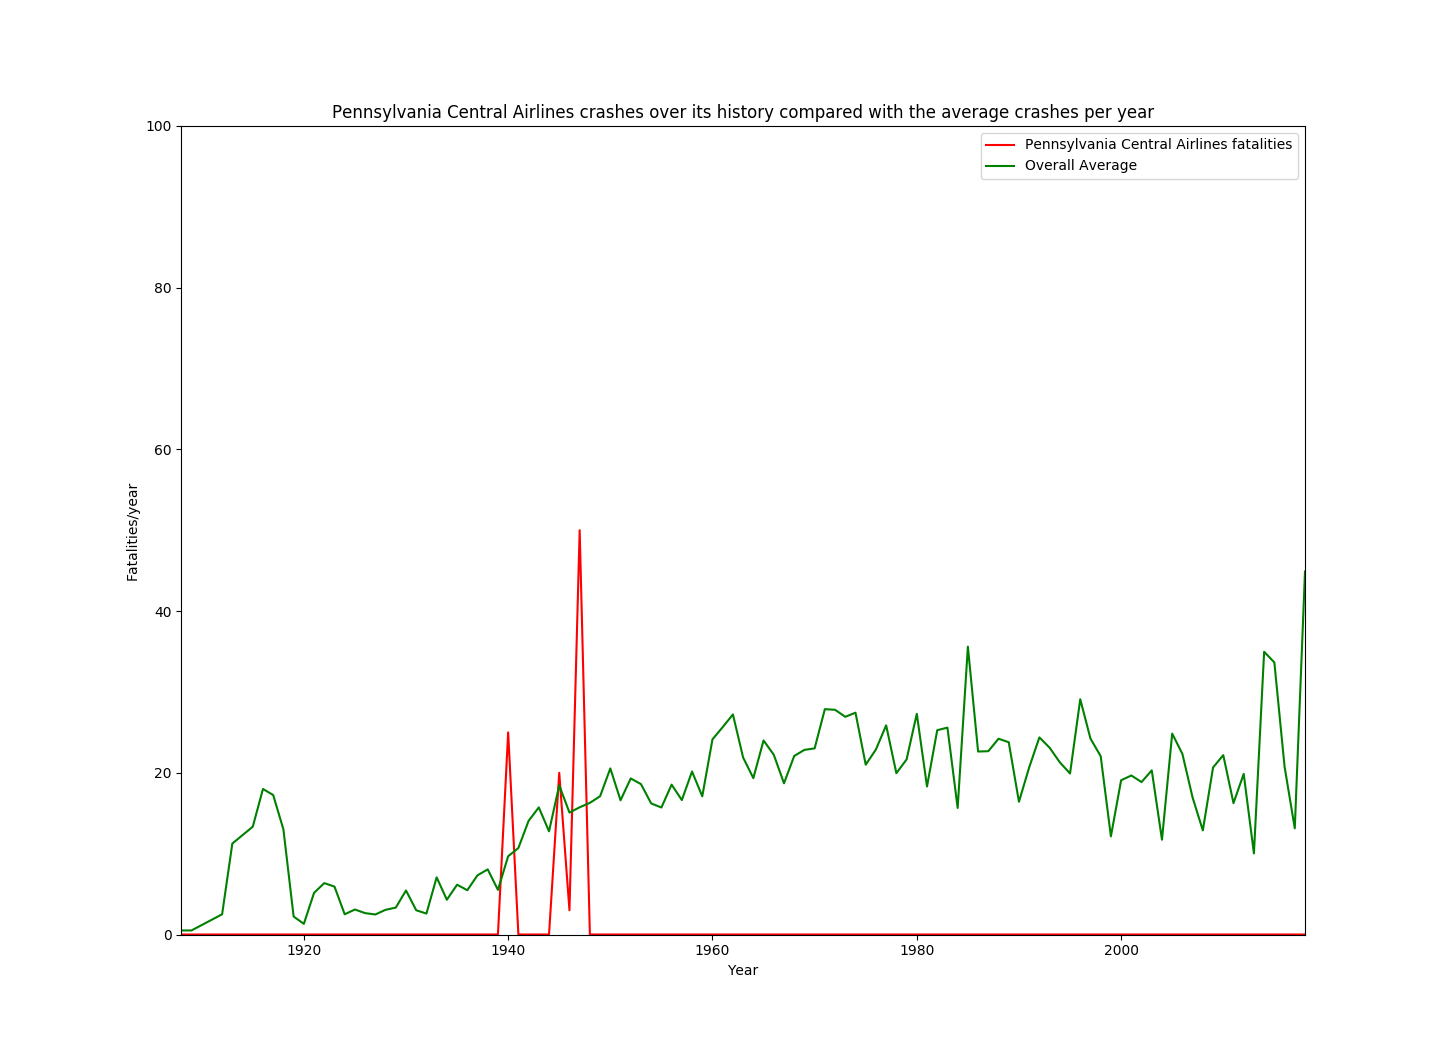 Pennsylvania Central Airlines crashes over its history compared with the average crashes per year
100
80
60
40
20
0
Fatalities/year
Pennsylvania Central Airlines fatalities
Overall Average
1920 1940 1960 1980 2000
Year